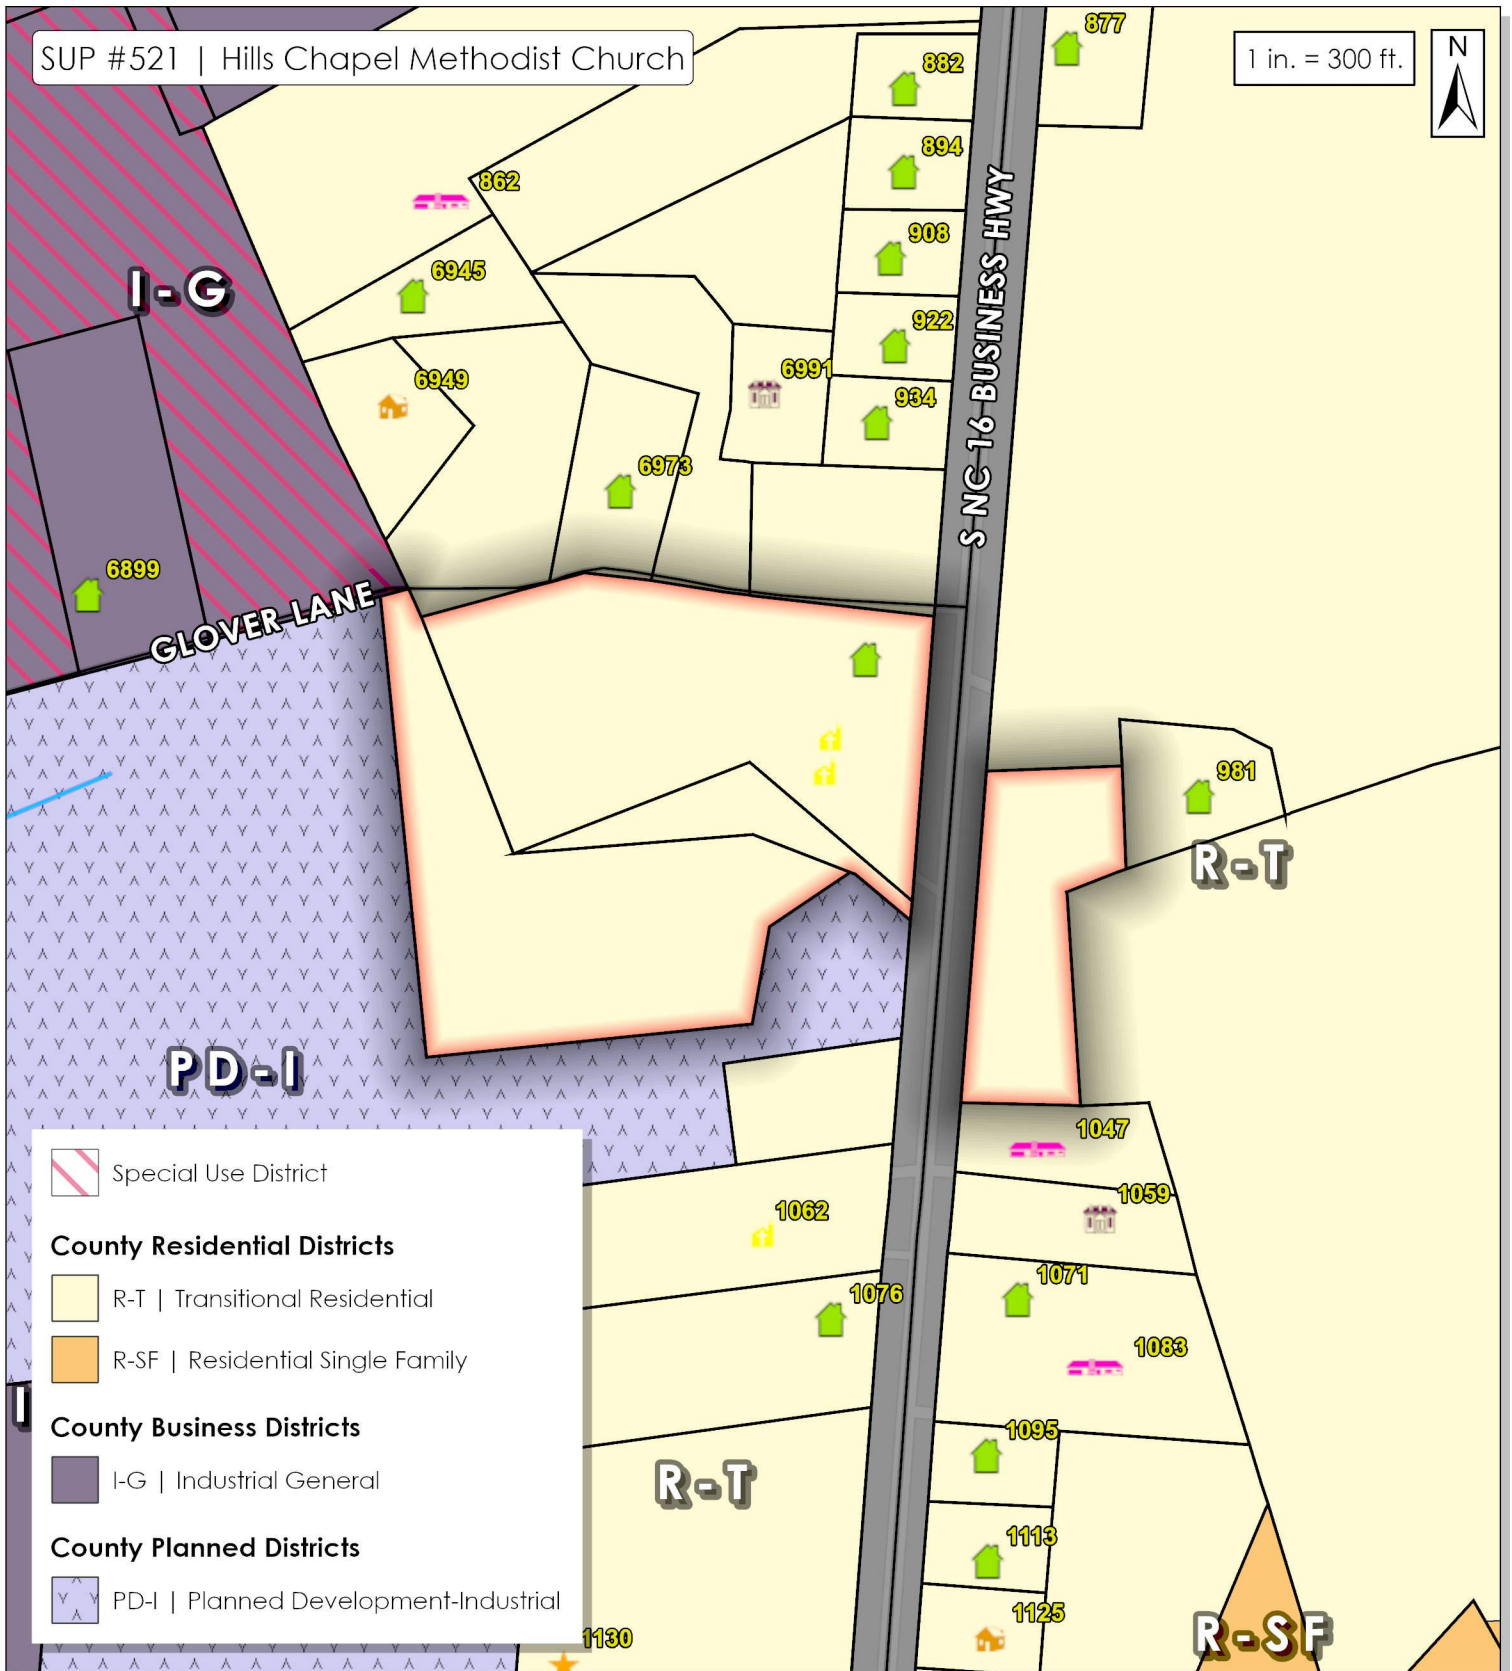 SUP #521 | Hills Chapel Methodist Church
1 in. = 300 ft.
N
877
882
894
862
908
6945
I-G
922
6991
6949
934
S NC 16 BUSINESS HWY
6973
6899
GLOVER LANE
981
R-T
PD-I
1047
1059
1062
1071
1076
1083
1095
R-T
1113
1125
1130
R-SF
I
Special Use District
County Residential Districts
R-T | Transitional Residential
R-SF | Residential Single Family
County Business Districts
I-G | Industrial General
County Planned Districts
PD-I | Planned Development-Industrial